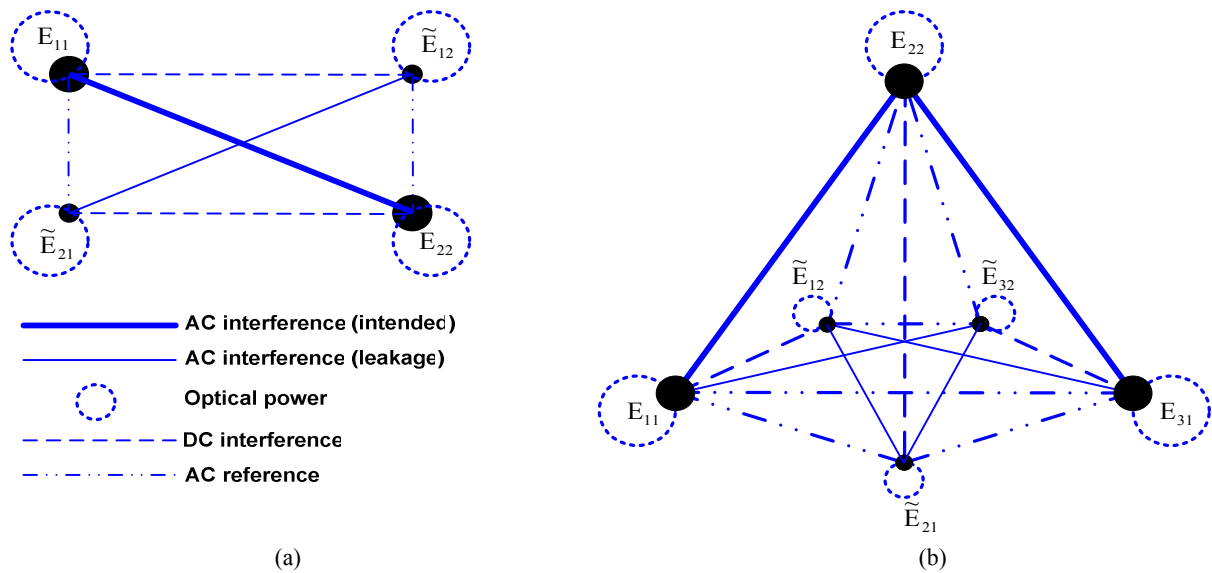 E₁₁
Ẽ₁₂
Ẽ₂₁
E₂₂
AC interference (intended)
AC interference (leakage)
Optical power
DC interference
AC reference
(a)
E₂₂
Ẽ₁₂
Ẽ₃₂
E₁₁
E₃₁
Ẽ₂₁
(b)